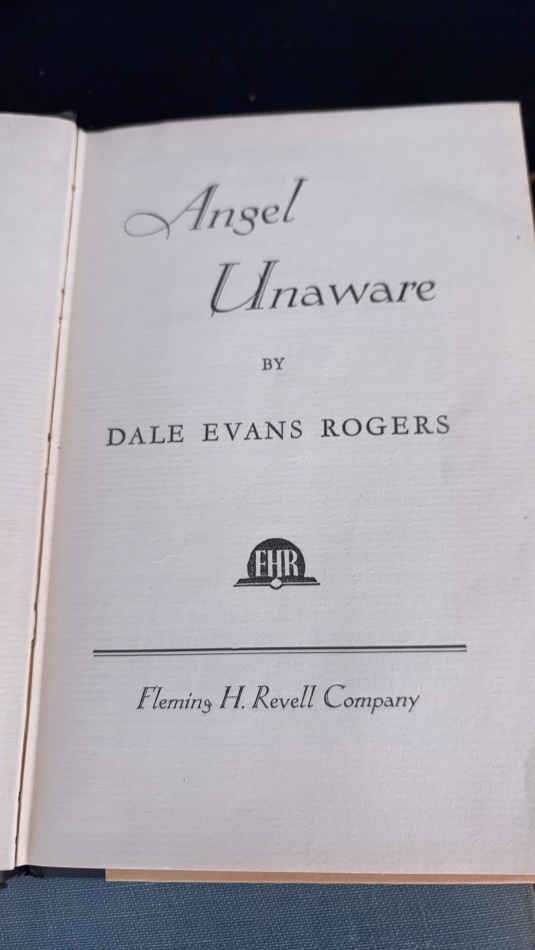 Angel
Unaware
BY
DALE EVANS ROGERS
FHR
Fleming H. Revell Company